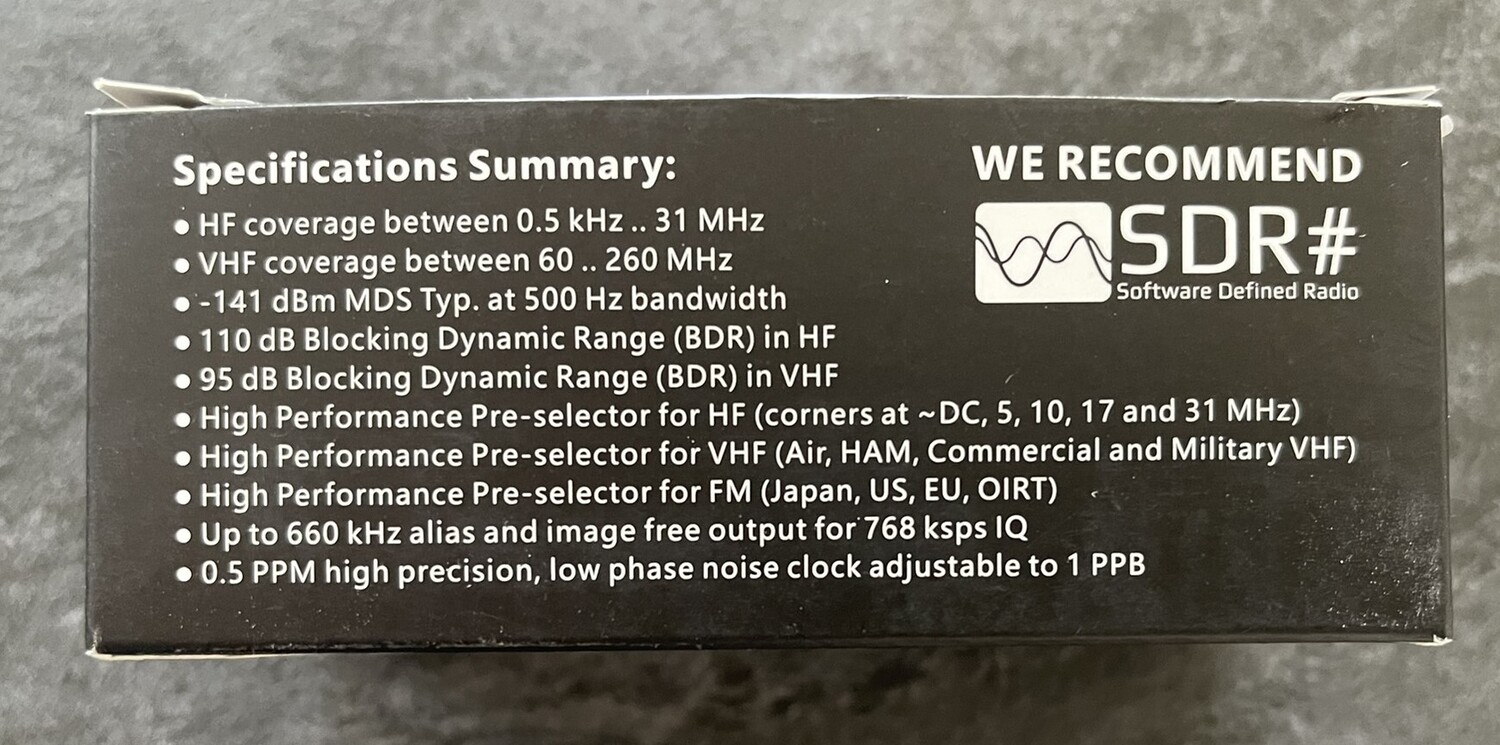 Specifications Summary:
• HF coverage between 0.5 kHz .. 31 MHz
• VHF coverage between 60 .. 260 MHz
• -141 dBm MDS Typ. at 500 Hz bandwidth
• 110 dB Blocking Dynamic Range (BDR) in HF
• 95 dB Blocking Dynamic Range (BDR) in VHF
• High Performance Pre-selector for HF (corners at ~DC, 5, 10, 17 and 31 MHz)
• High Performance Pre-selector for VHF (Air, HAM, Commercial and Military VHF)
• High Performance Pre-selector for FM (Japan, US, EU, OIRT)
• Up to 660 kHz alias and image free output for 768 ksps IQ
• 0.5 PPM high precision, low phase noise clock adjustable to 1 PPB
WE RECOMMEND
SDR#
Software Defined Radio